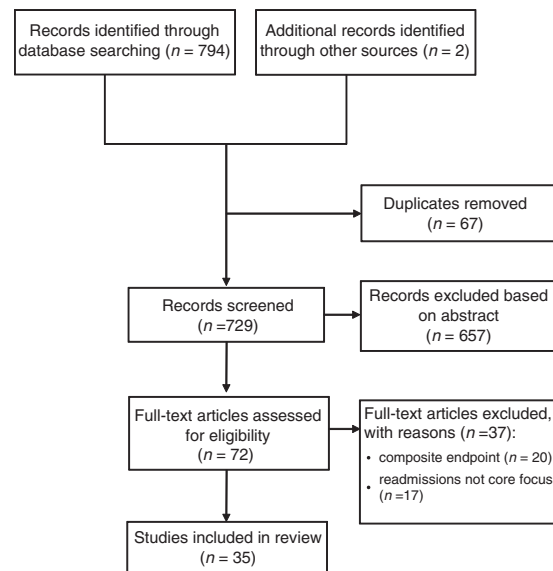 Records identified through
database searching (n = 794)
Additional records identified
through other sources (n = 2)
Duplicates removed
(n = 67)
Records screened
(n =729)
Records excluded based
on abstract
(n = 657)
Full-text articles assessed
for eligibility
(n = 72)
Full-text articles excluded,
with reasons (n =37):
• composite endpoint (n = 20)
• readmissions not core focus
(n =17)
Studies included in review
(n = 35)